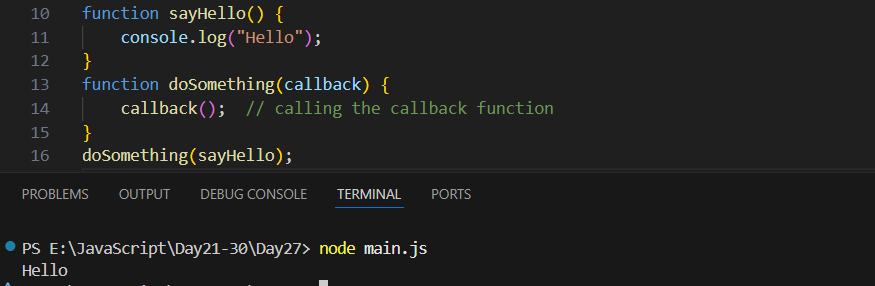 10 function sayHello() {
11 console.log("Hello");
12 }
13 function doSomething(callback) {
14 callback();  // calling the callback function
15 }
16 doSomething(sayHello);
PROBLEMS OUTPUT DEBUG CONSOLE TERMINAL PORTS
PS E:\JavaScript\Day21-30\Day27> node main.js
Hello